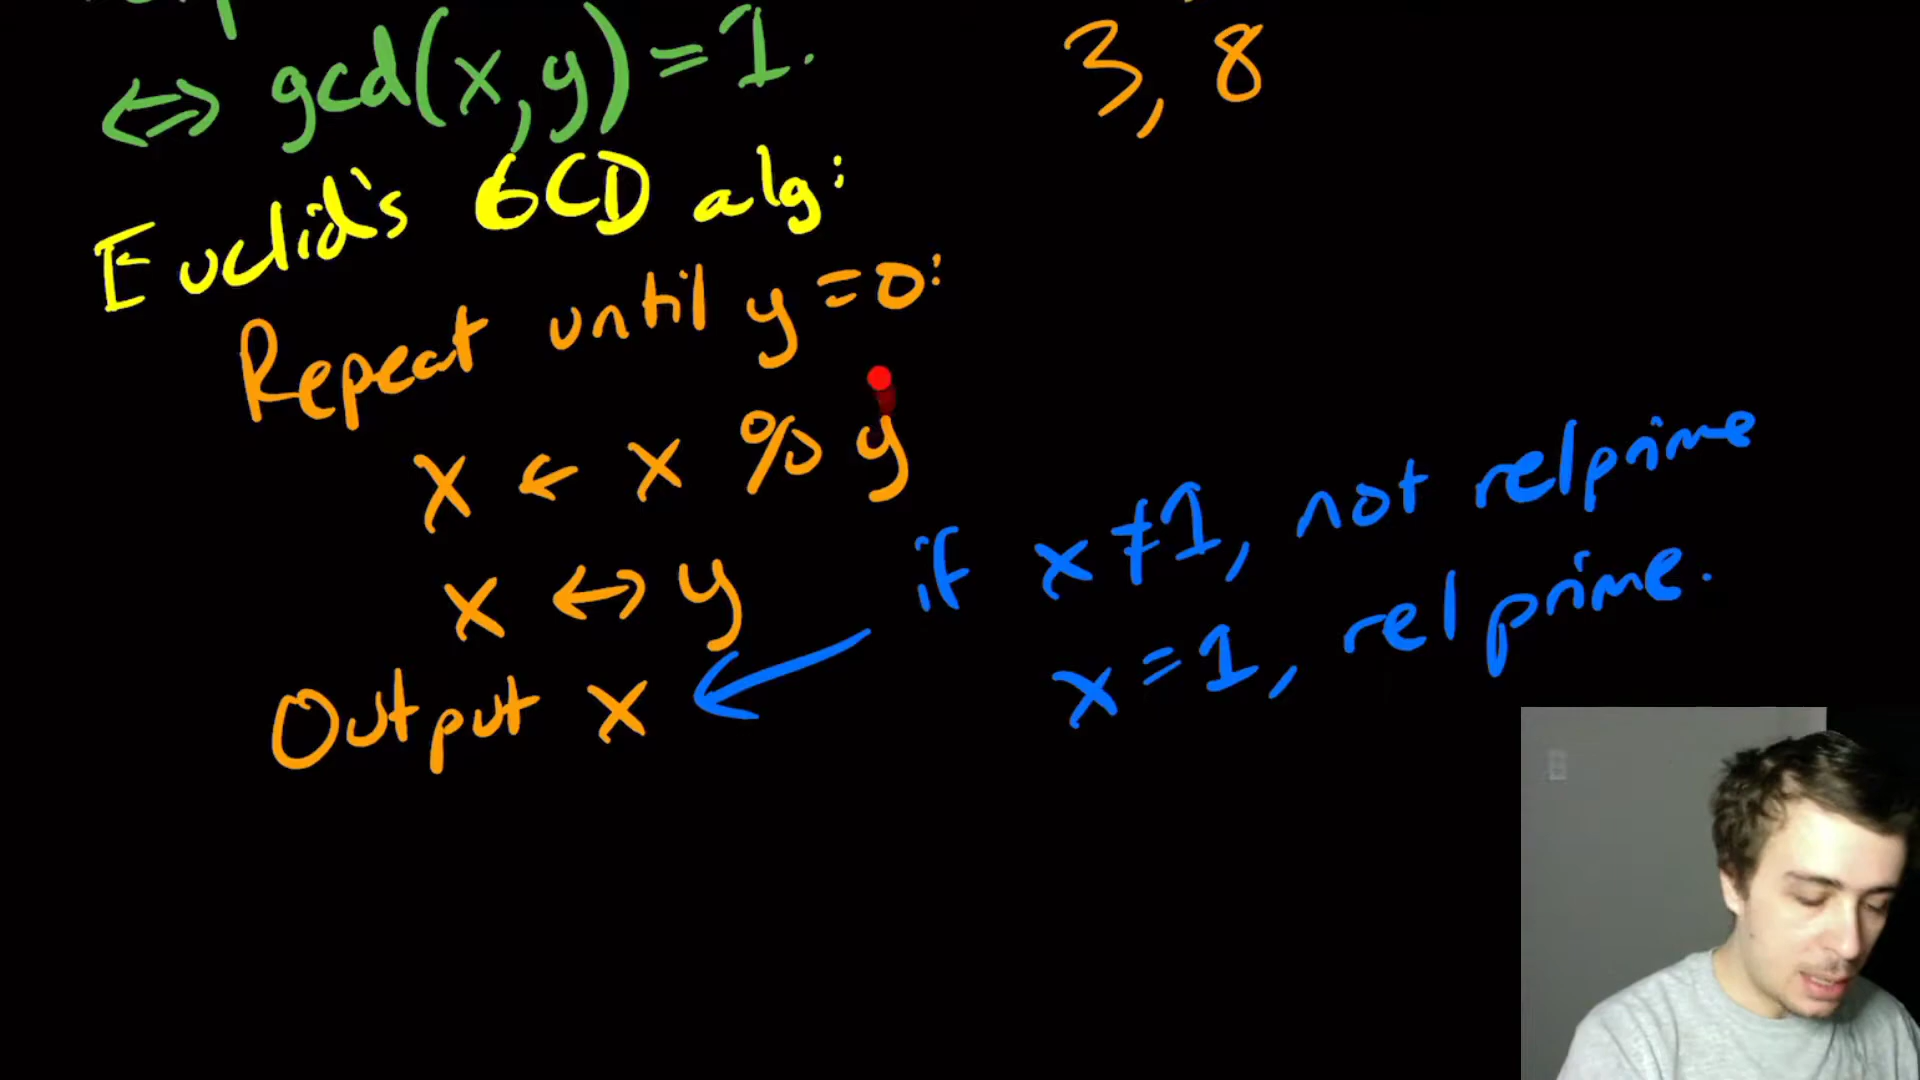 ⟷ gcd(x,y)=1.
3, 8
Euclid's GCD alg:
Repeat until y=0:
x ← x % y
x ↔ y
Output x
if x≠1, not relprime
x=1, relprime.